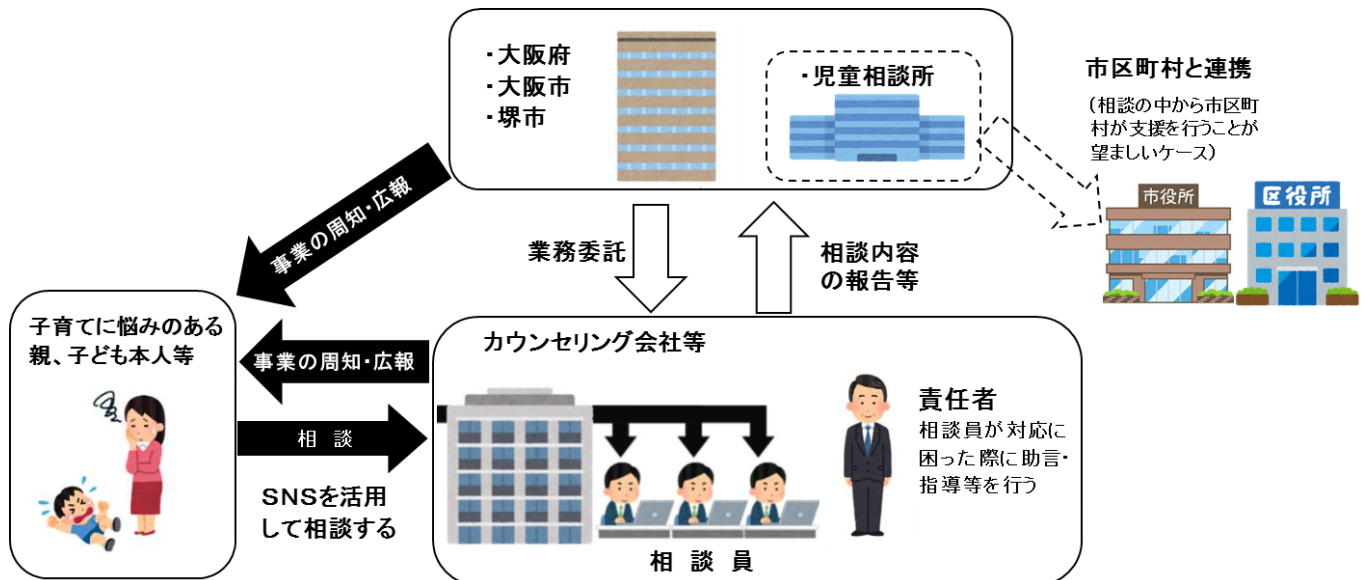 ・大阪府
・大阪市
・堺市
・児童相談所
市区町村と連携
（相談の中から市区町
村が支援を行うことが
望ましいケース）
市役所
区役所
事業の周知・広報
業務委託
相談内容
の報告等
子育てに悩みのある
親、子ども本人等
事業の周知・広報
相 談
SNSを活用
して相談する
カウンセリング会社等
責任者
相談員が対応に
困った際に助言・
指導等を行う
相 談 員